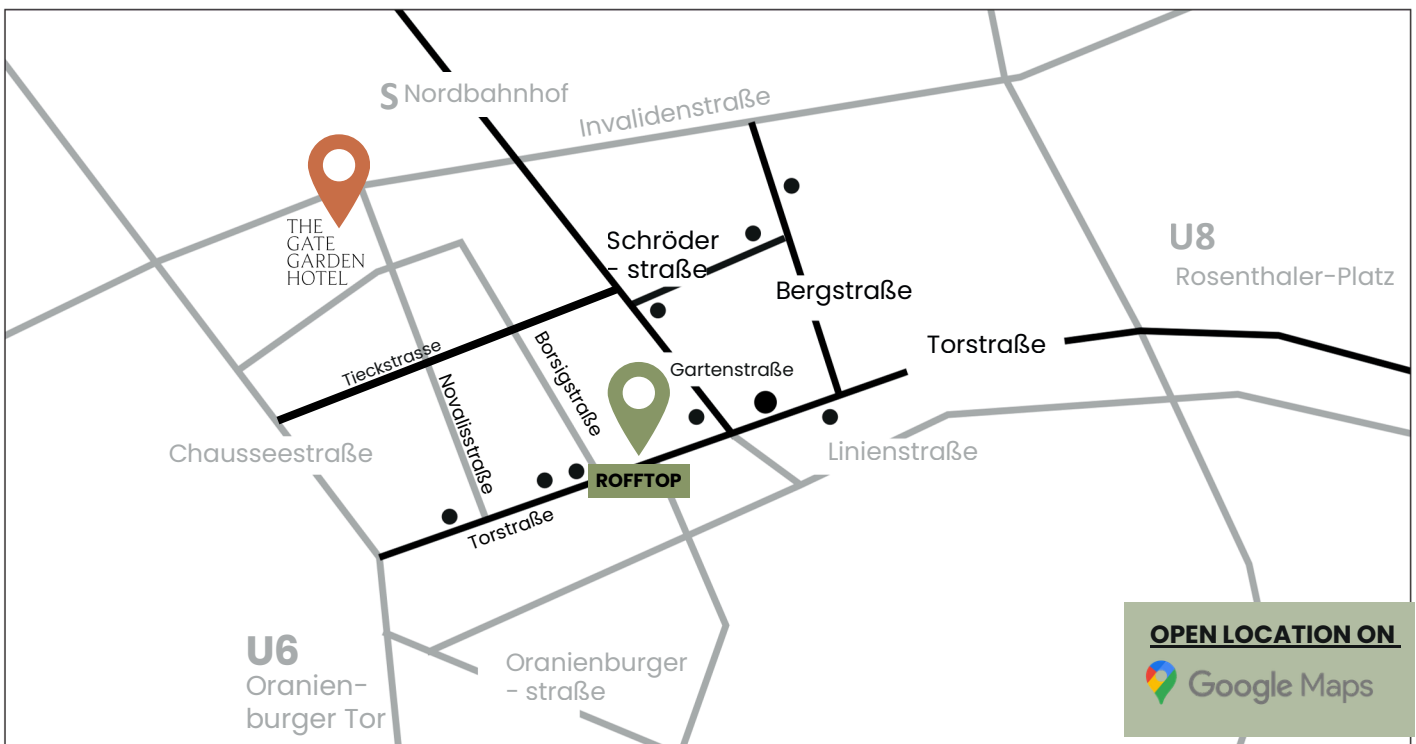 S Nordbahnhof
Invalidenstraße
THE
GATE
GARDEN
HOTEL
Schröder
- straße
U8
Rosenthaler-Platz
Bergstraße
Torstraße
Tieckstrasse
Borsigstraße
Gartenstraße
Novalisstraße
Chausseestraße
Linienstraße
ROFFTOP
Torstraße
U6
Oranien-
burger Tor
Oranienburger
- straße
OPEN LOCATION ON
Google Maps